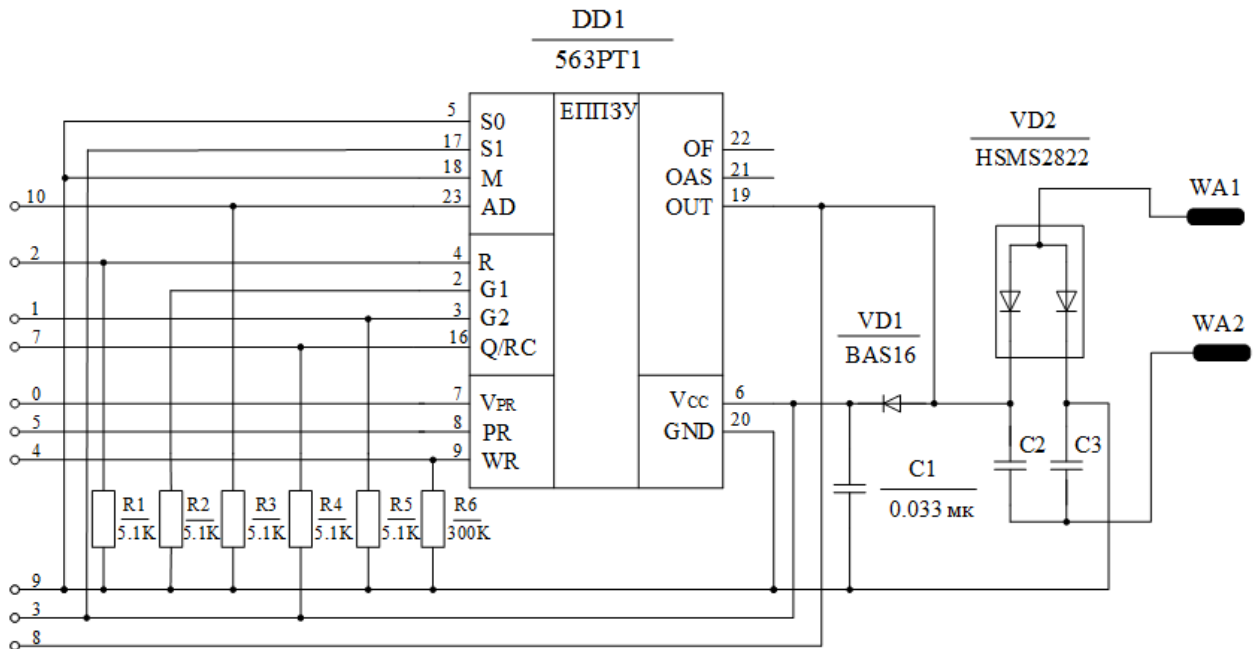 DD1
563РТ1
ЕППЗУ
5 S0
17 S1
18 M
10 23 AD
2 4 R
2 G1
1 3 G2
7 16 Q/RC
0 7 VPR
5 8 PR
4 9 WR
OF 22
OAS 21
OUT 19
VCC 6
GND 20
VD1
BAS16
VD2
HSMS2822
WA1
WA2
C2 C3
C1
0.033 мк
R1 R2 R3 R4 R5 R6
5.1K 5.1K 5.1K 5.1K 5.1K 300K
9
3
8